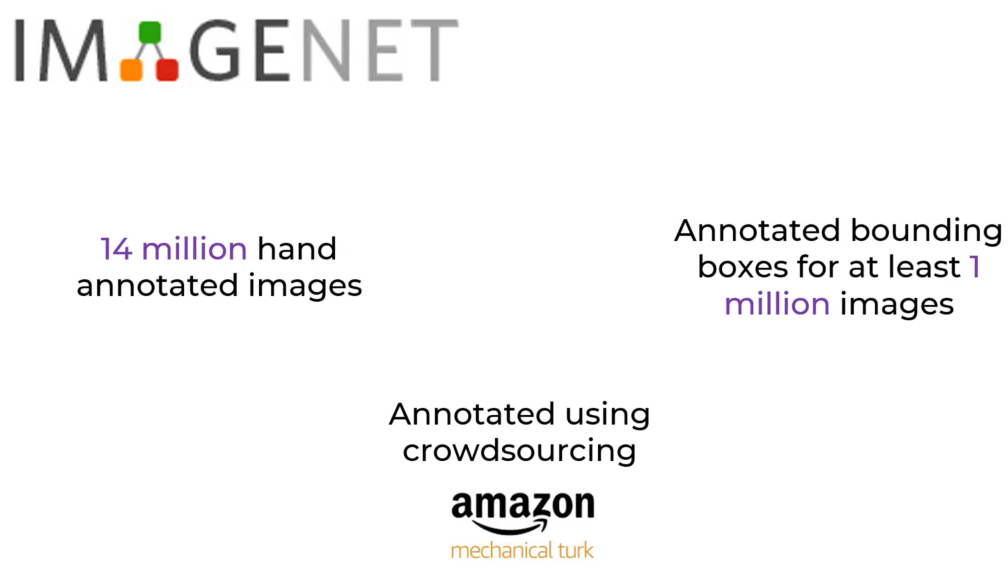 IMAGENET
14 million hand
annotated images
Annotated bounding
boxes for at least 1
million images
Annotated using
crowdsourcing
amazon
mechanical turk